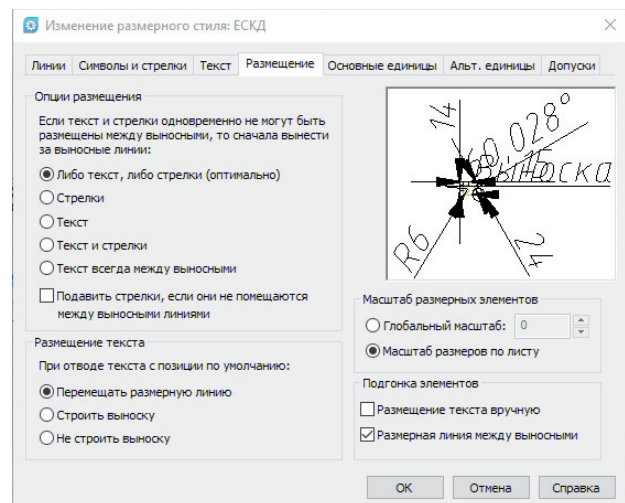 Изменение размерного стиля: ЕСКД
Линии Символы и стрелки Текст Размещение Основные единицы Альт. единицы Допуски
Опции размещения
Если текст и стрелки одновременно не могут быть
размещены между выносными, то сначала вынести
за выносные линии:
Либо текст, либо стрелки (оптимально)
Стрелки
Текст
Текст и стрелки
Текст всегда между выносными
Подавить стрелки, если они не помещаются
между выносными линиями
Размещение текста
При отводе текста с позиции по умолчанию:
Перемещать размерную линию
Строить выноску
Не строить выноску
14
028°
Выноска
R6
Масштаб размерных элементов
Глобальный масштаб: 0
Масштаб размеров по листу
Подгонка элементов
Размещение текста вручную
Размерная линия между выносными
ОК Отмена Справка